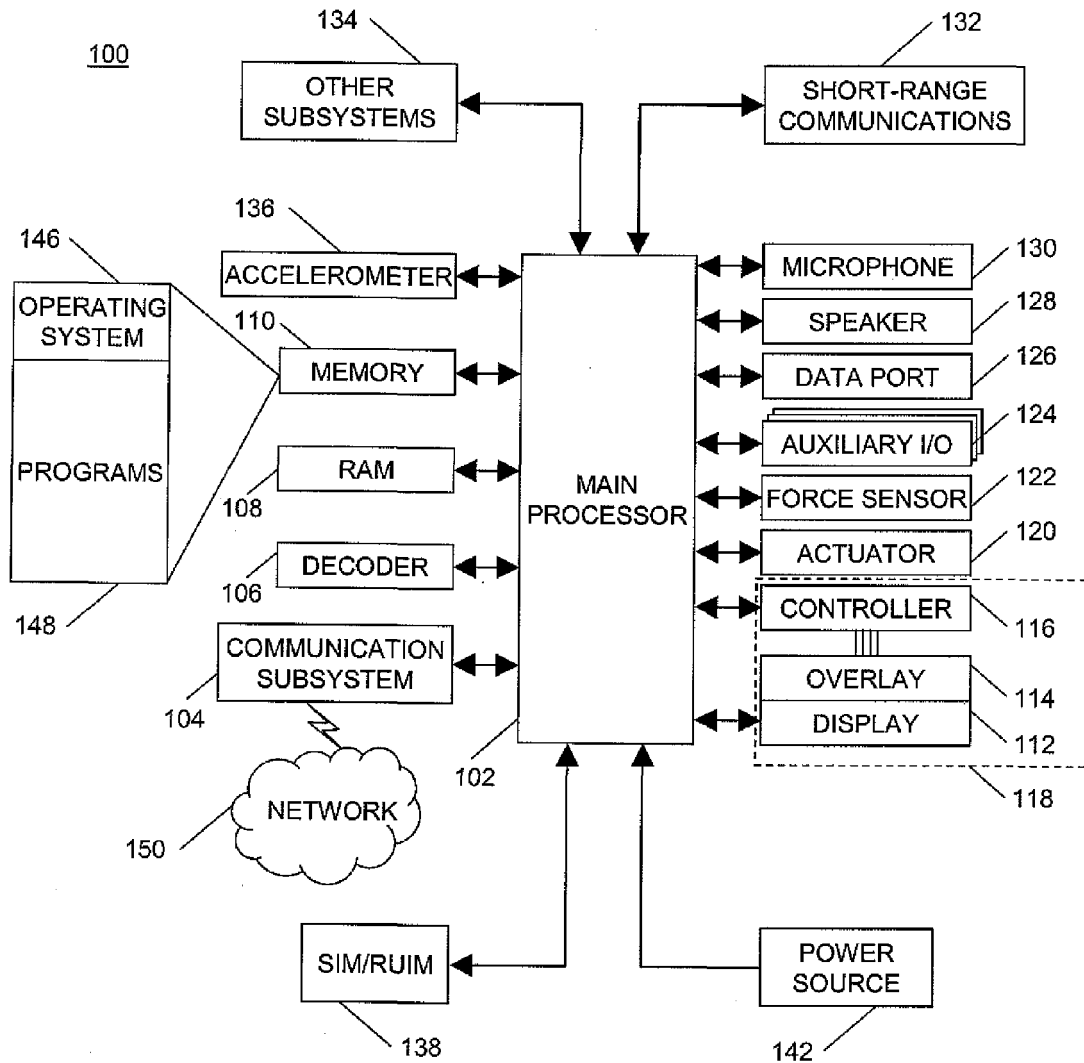 100
134
OTHER
SUBSYSTEMS
132
SHORT-RANGE
COMMUNICATIONS
136
ACCELEROMETER
146
OPERATING
SYSTEM
PROGRAMS
148
110
MEMORY
RAM
108
DECODER
106
COMMUNICATION
SUBSYSTEM
104
NETWORK
150
MAIN
PROCESSOR
102
MICROPHONE
130
SPEAKER
128
DATA PORT
126
AUXILIARY I/O
124
FORCE SENSOR
122
ACTUATOR
120
CONTROLLER
116
OVERLAY
114
DISPLAY
112
118
SIM/RUIM
138
POWER
SOURCE
142